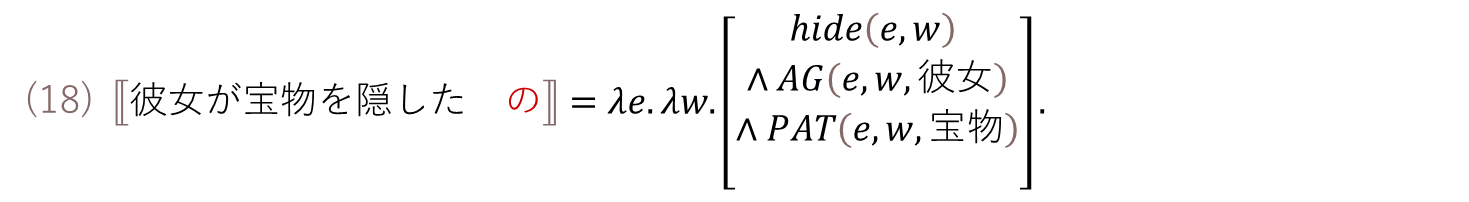 hide(e,w)
(18) ⟦彼女が宝物を隠した の⟧ = λe. λw. ∧ AG(e,w,彼女) .
∧ PAT(e,w,宝物)